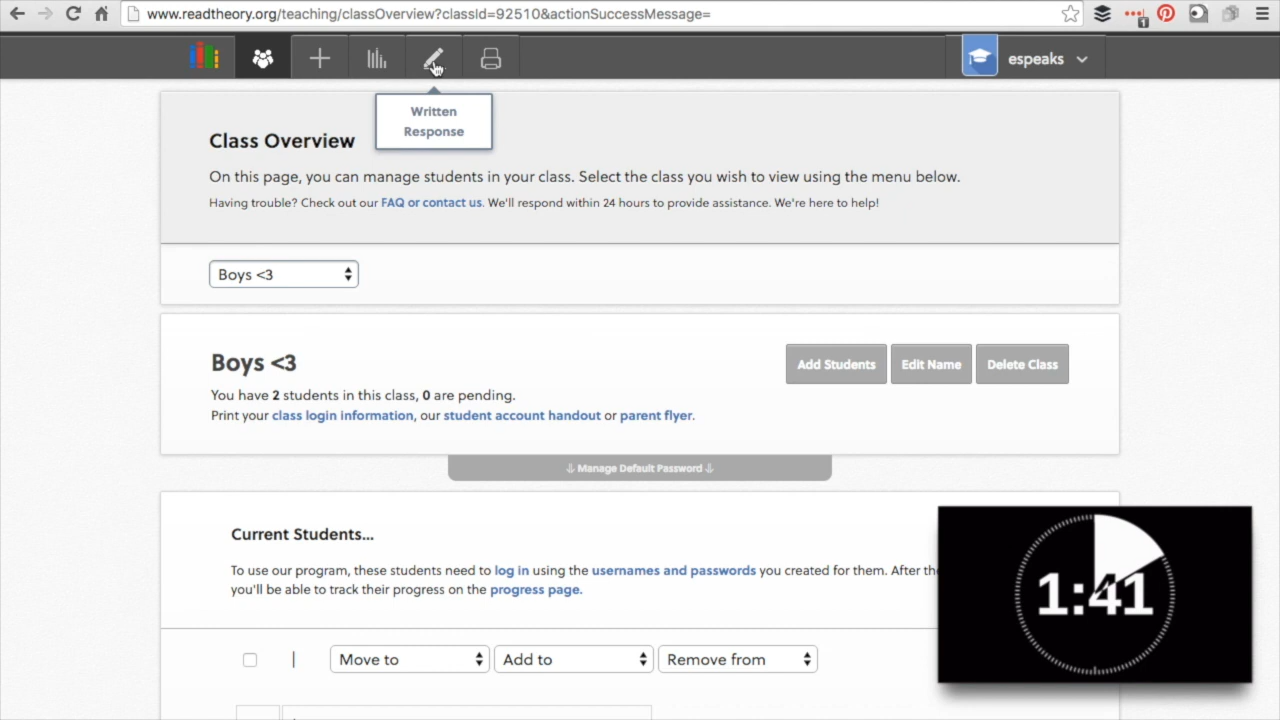 www.readtheory.org/teaching/classOverview?classId=92510&actionSuccessMessage=
1
espeaks
Written
Response
Class Overview
On this page, you can manage students in your class. Select the class you wish to view using the menu below.
Having trouble? Check out our FAQ or contact us. We'll respond within 24 hours to provide assistance. We're here to help!
Boys <3
Boys <3
Add Students
Edit Name
Delete Class
You have 2 students in this class, 0 are pending.
Print your class login information, our student account handout or parent flyer.
Manage Default Password
Current Students...
To use our program, these students need to log in using the usernames and passwords you created for them. After
you'll be able to track their progress on the progress page.
1:41
|
Move to
Add to
Remove from